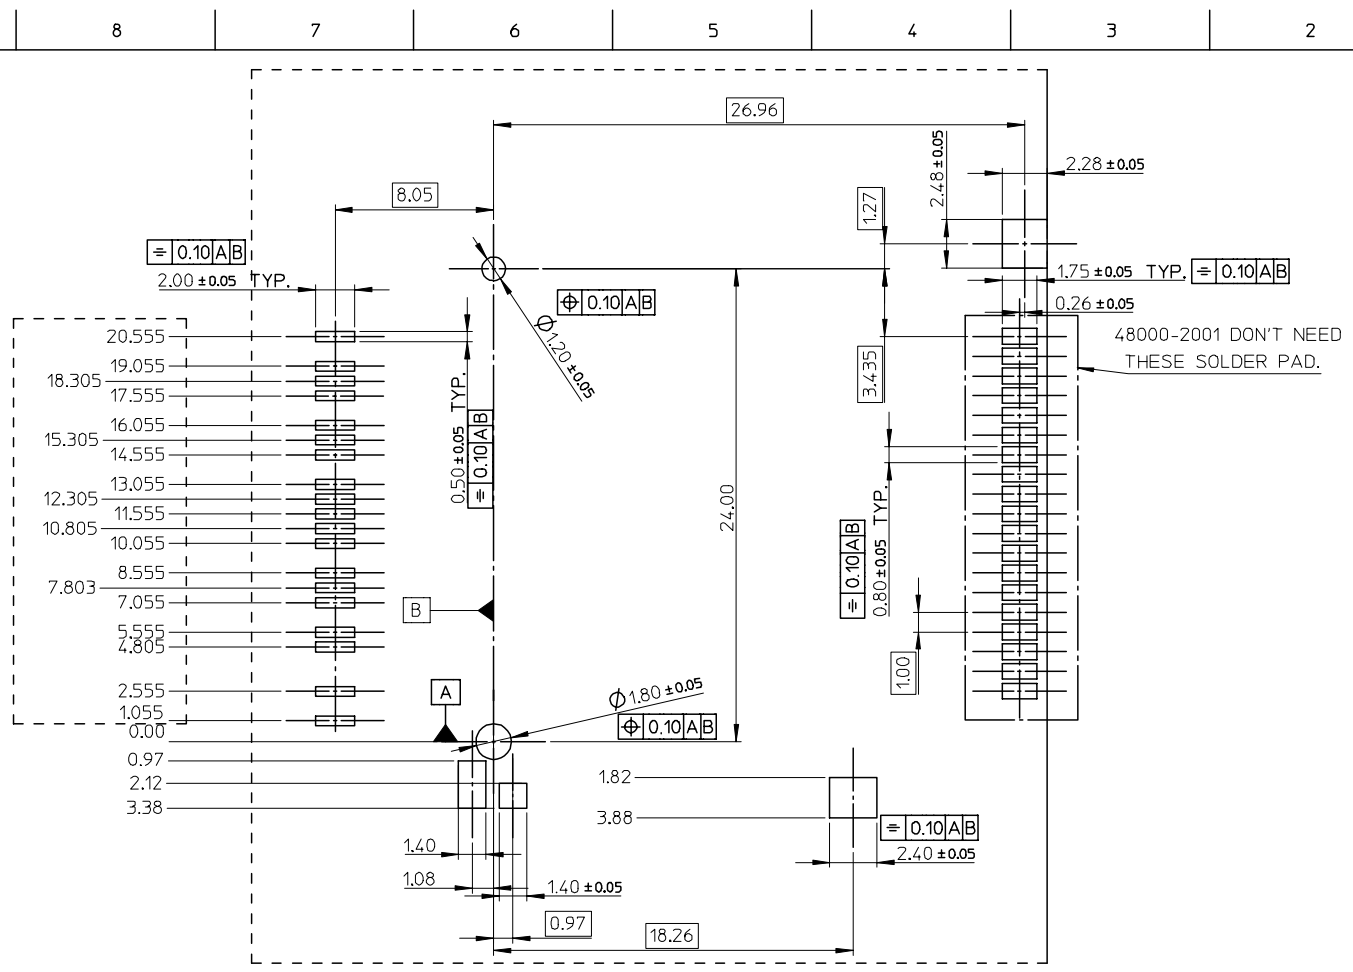 8 7 6 5 4 3 2
26.96
2.48 ±0.05
2.28 ±0.05
8.05
1.27
⌯ 0.10 A B
2.00 ±0.05 TYP.
1.75 ±0.05 TYP. ⌯ 0.10 A B
⌖ 0.10 A B
0.26 ±0.05
Ø1.20 ±0.05
48000-2001 DON'T NEED
THESE SOLDER PAD.
3.435
20.555
19.055
18.305
17.555
16.055
15.305
14.555
13.055
12.305
11.555
10.805
10.055
8.555
7.803
7.055
5.555
4.805
2.555
1.055
0.00
0.97
2.12
3.38
0.50 ±0.05 TYP.
⌯ 0.10 A B
24.00
⌯ 0.10 A B
0.80 ±0.05 TYP.
B
1.00
A
Ø1.80 ±0.05
⌖ 0.10 A B
1.82
3.88
⌯ 0.10 A B
2.40 ±0.05
1.40
1.08
1.40 ±0.05
0.97
18.26